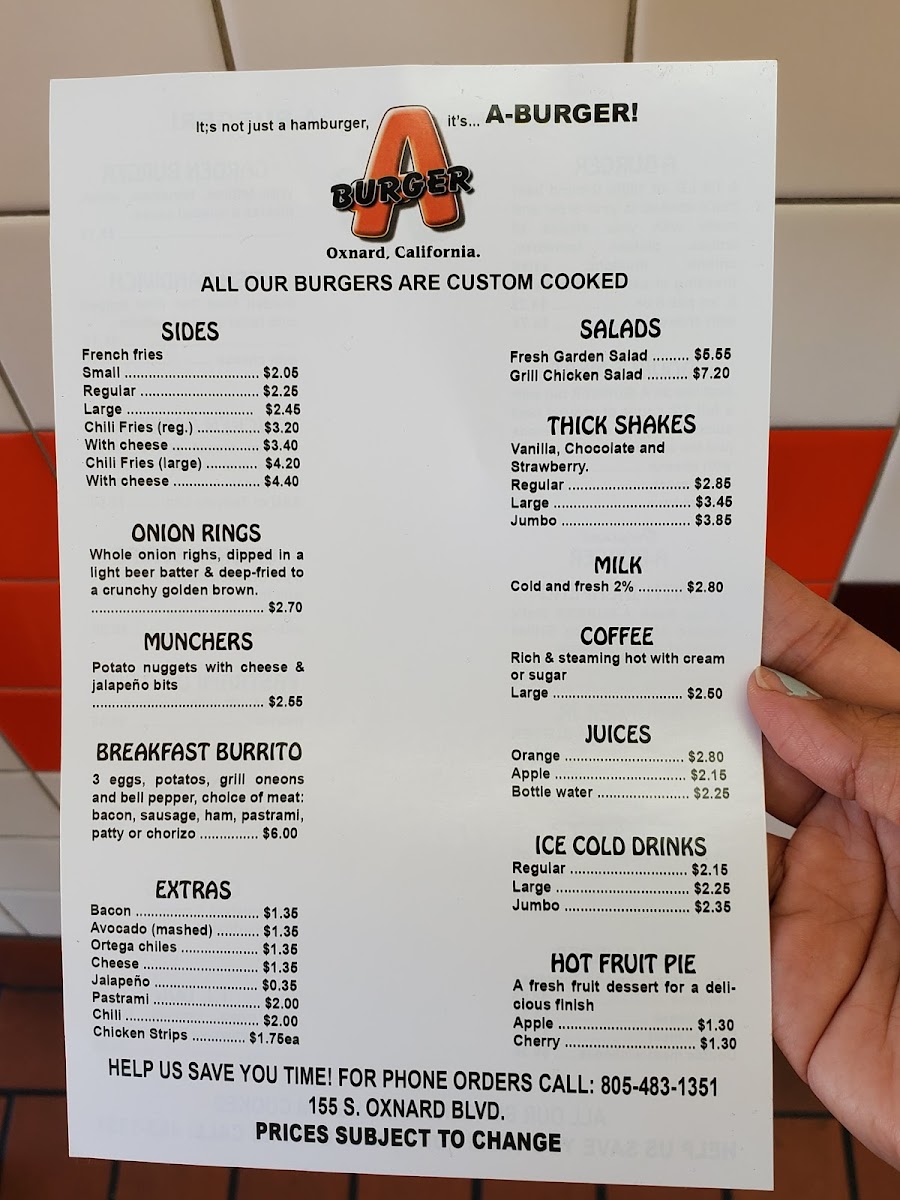 It;s not just a hamburger, it's... A-BURGER!
A
BURGER
Oxnard, California.
ALL OUR BURGERS ARE CUSTOM COOKED
SIDES
French fries
Small ................................. $2.05
Regular ............................. $2.25
Large ............................... $2.45
Chili Fries (reg.) ............... $3.20
With cheese ..................... $3.40
Chili Fries (large) ............. $4.20
With cheese ..................... $4.40
ONION RINGS
Whole onion righs, dipped in a
light beer batter & deep-fried to
a crunchy golden brown.
.......................................... $2.70
MUNCHERS
Potato nuggets with cheese &
jalapeño bits
.......................................... $2.55
BREAKFAST BURRITO
3 eggs, potatos, grill oneons
and bell pepper, choice of meat:
bacon, sausage, ham, pastrami,
patty or chorizo .............. $6.00
EXTRAS
Bacon .............................. $1.35
Avocado (mashed) .......... $1.35
Ortega chiles ................... $1.35
Cheese ............................ $1.35
Jalapeño ......................... $0.35
Pastrami .......................... $2.00
Chili ................................. $2.00
Chicken Strips ............. $1.75ea
SALADS
Fresh Garden Salad ......... $5.55
Grill Chicken Salad .......... $7.20
THICK SHAKES
Vanilla, Chocolate and
Strawberry.
Regular .............................. $2.85
Large ................................. $3.45
Jumbo ............................... $3.85
MILK
Cold and fresh 2% ........... $2.80
COFFEE
Rich & steaming hot with cream
or sugar
Large ................................ $2.50
JUICES
Orange ............................. $2.80
Apple ................................ $2.15
Bottle water ...................... $2.25
ICE COLD DRINKS
Regular ............................ $2.15
Large ................................ $2.25
Jumbo .............................. $2.35
HOT FRUIT PIE
A fresh fruit dessert for a deli-
cious finish
Apple ................................. $1.30
Cherry ................................ $1.30
HELP US SAVE YOU TIME! FOR PHONE ORDERS CALL: 805-483-1351
155 S. OXNARD BLVD.
PRICES SUBJECT TO CHANGE